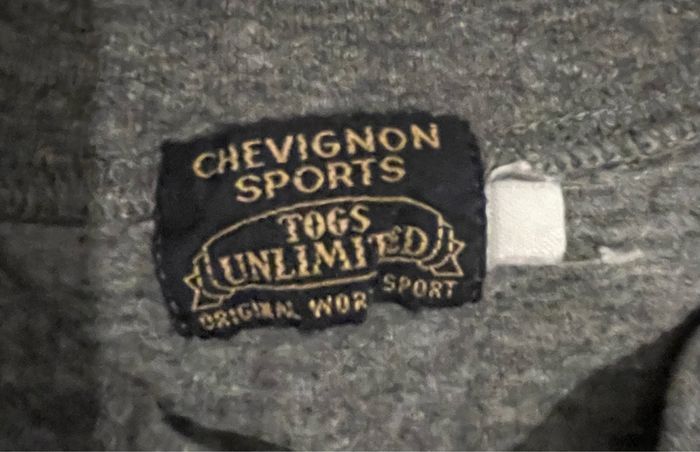 CHEVIGNON
SPORTS
TOGS
UNLIMITED
ORIGINAL SPORT